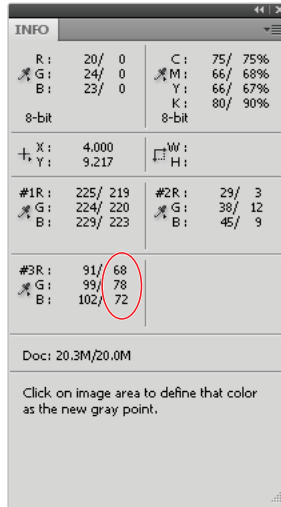 INFO
R: 20/ 0 C: 75/ 75%
G: 24/ 0 M: 66/ 68%
B: 23/ 0 Y: 66/ 67%
K: 80/ 90%
8-bit 8-bit
X: 4.000 W:
Y: 9.217 H:
#1R: 225/ 219 #2R: 29/ 3
G: 224/ 220 G: 38/ 12
B: 229/ 223 B: 45/ 9
#3R: 91/ 68
G: 99/ 78
B: 102/ 72
Doc: 20.3M/20.0M
Click on image area to define that color
as the new gray point.